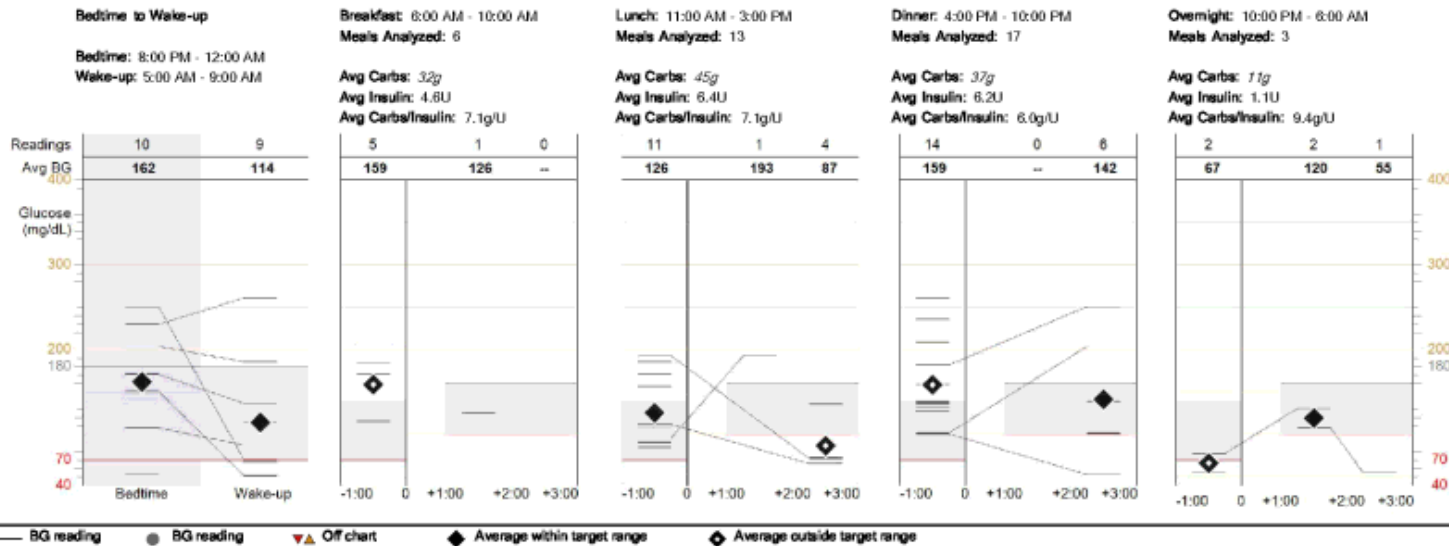 Bedtime to Wake-up
Bedtime: 8:00 PM - 12:00 AM
Wake-up: 5:00 AM - 9:00 AM
Breakfast: 6:00 AM - 10:00 AM
Meals Analyzed: 6
Avg Carbs: 32g
Avg Insulin: 4.6U
Avg Carbs/Insulin: 7.1g/U
Lunch: 11:00 AM - 3:00 PM
Meals Analyzed: 13
Avg Carbs: 45g
Avg Insulin: 6.4U
Avg Carbs/Insulin: 7.1g/U
Dinner: 4:00 PM - 10:00 PM
Meals Analyzed: 17
Avg Carbs: 37g
Avg Insulin: 6.2U
Avg Carbs/Insulin: 6.0g/U
Overnight: 10:00 PM - 6:00 AM
Meals Analyzed: 3
Avg Carbs: 11g
Avg Insulin: 1.1U
Avg Carbs/Insulin: 9.4g/U
Readings 10 9 5 1 0 11 1 4 14 0 6 2 2 1
Avg BG 162 114 159 126 -- 126 193 87 159 -- 142 67 120 55
400 400
Glucose
(mg/dL)
300 300
200 200
180 180
70 70
40 40
Bedtime Wake-up -1:00 0 +1:00 +2:00 +3:00 -1:00 0 +1:00 +2:00 +3:00 -1:00 0 +1:00 +2:00 +3:00 -1:00 0 +1:00 +2:00 +3:00
BG reading BG reading Off chart Average within target range Average outside target range